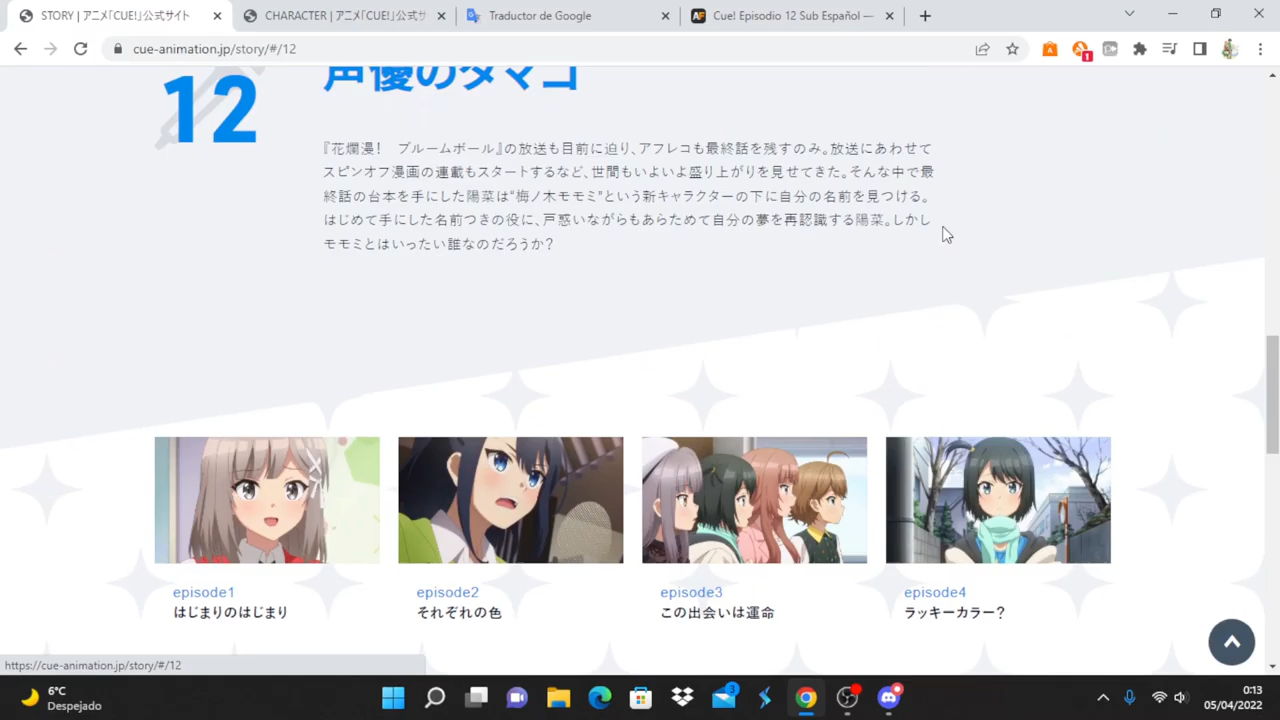 STORY | アニメ「CUE!」公式サイト
CHARACTER | アニメ「CUE!」公式サ
Traductor de Google
AF
Cue! Episodio 12 Sub Español —
cue-animation.jp/story/#/12
1
12
声優のタマゴ
『花爛漫!　ブルームボール』の放送も目前に迫り、アフレコも最終話を残すのみ。放送にあわせて
スピンオフ漫画の連載もスタートするなど、世間もいよいよ盛り上がりを見せてきた。そんな中で最
終話の台本を手にした陽菜は“梅ノ木モモミ”という新キャラクターの下に自分の名前を見つける。
はじめて手にした名前つきの役に、戸惑いながらもあらためて自分の夢を再認識する陽菜。しかし
モモミとはいったい誰なのだろうか?
episode1
はじまりのはじまり
episode2
それぞれの色
episode3
この出会いは運命
episode4
ラッキーカラー?
https://cue-animation.jp/story/#/12
6°C
Despejado
3
0:13
05/04/2022